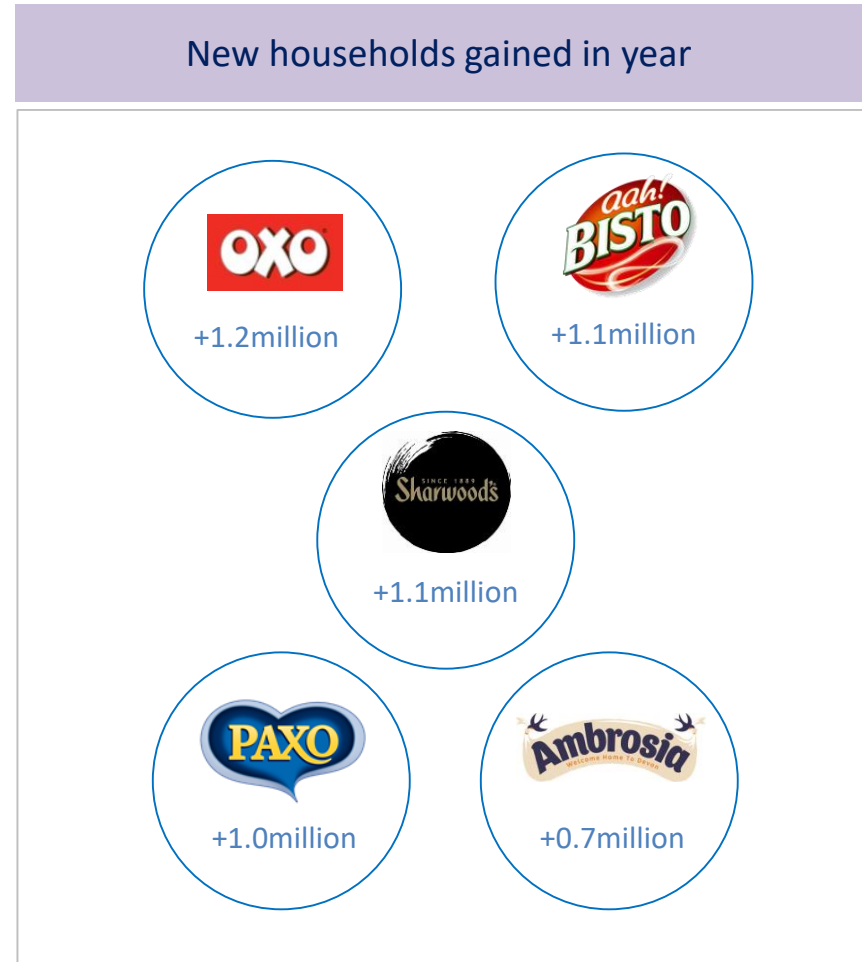 New households gained in year
OXO
+1.2million
aah!
BISTO
+1.1million
SINCE 1889
Sharwood's
+1.1million
PAXO
+1.0million
Ambrosia
Welcome Home To Devon
+0.7million